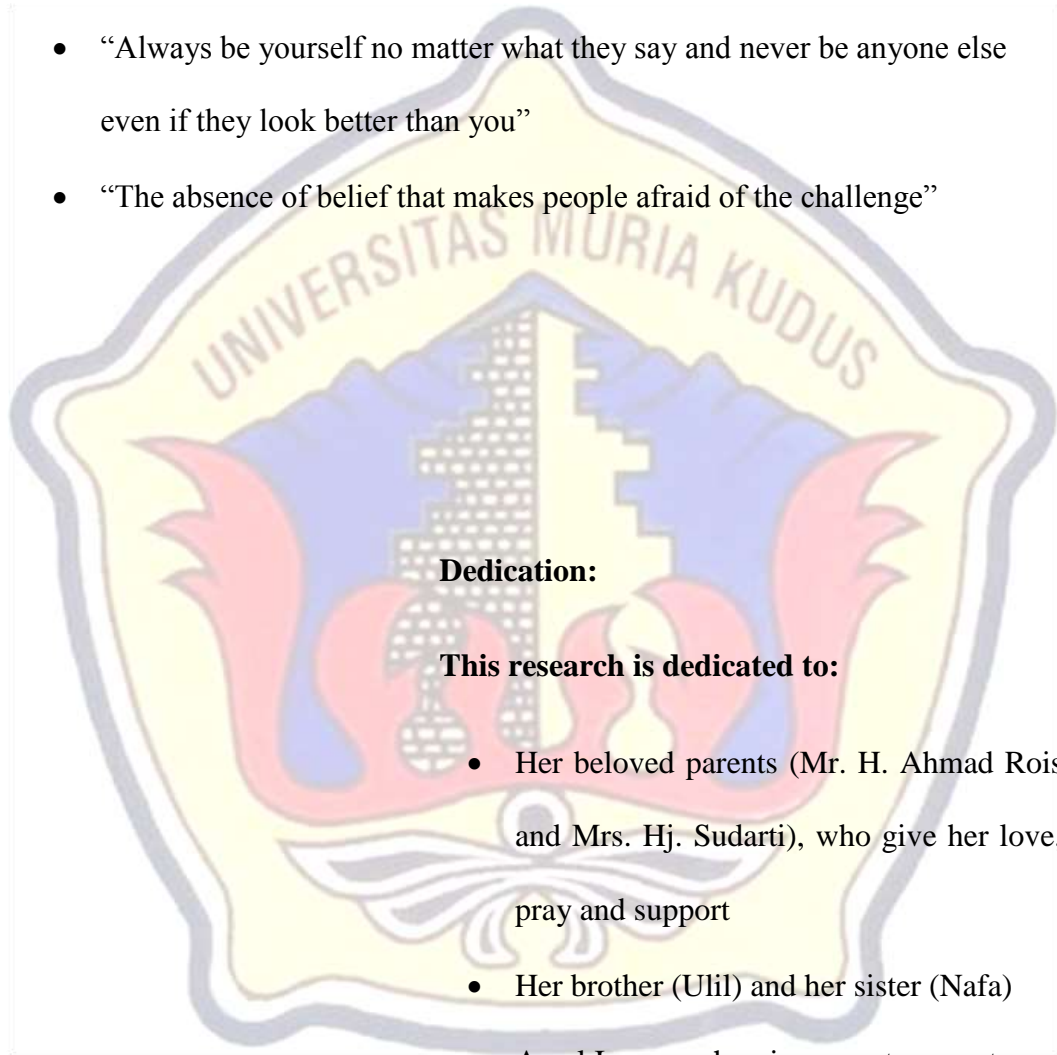 • “Always be yourself no matter what they say and never be anyone else
even if they look better than you”
• “The absence of belief that makes people afraid of the challenge”
UNIVERSITAS MURIA KUDUS
Dedication:
This research is dedicated to:
• Her beloved parents (Mr. H. Ahmad Rois
and Mrs. Hj. Sudarti), who give her love,
pray and support
• Her brother (Ulil) and her sister (Nafa)